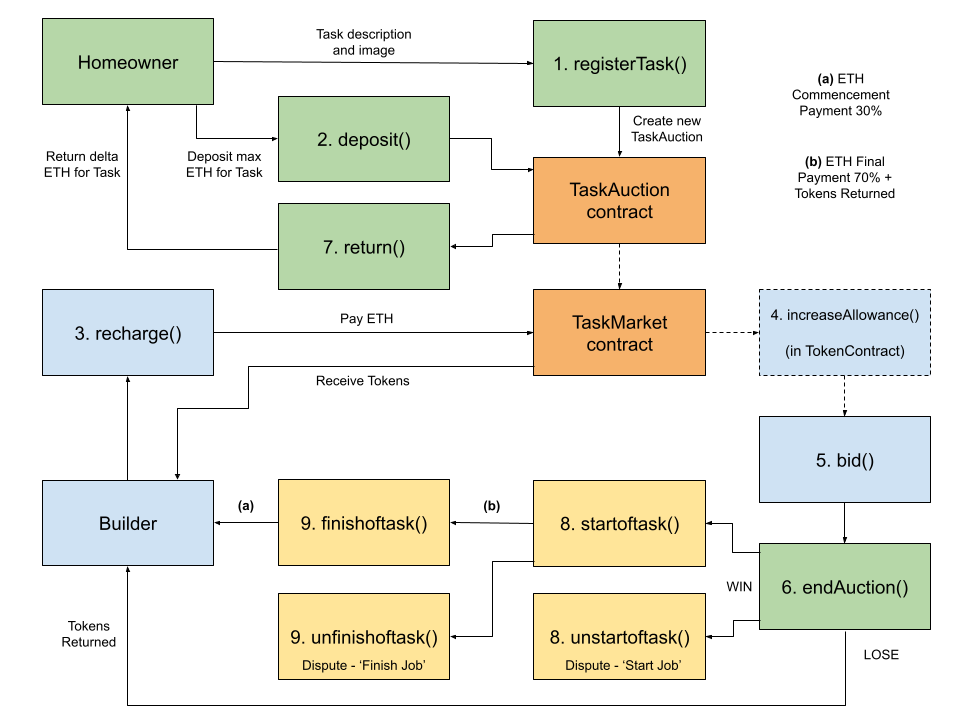 Homeowner
Task description
and image
1. registerTask()
(a) ETH
Commencement
Payment 30%
2. deposit()
Create new
TaskAuction
Return delta
ETH for Task
Deposit max
ETH for Task
(b) ETH Final
Payment 70% +
Tokens Returned
TaskAuction
contract
7. return()
3. recharge()
Pay ETH
TaskMarket
contract
4. increaseAllowance()
(in TokenContract)
Receive Tokens
5. bid()
Builder
(a)
9. finishoftask()
(b)
8. startoftask()
WIN
6. endAuction()
Tokens
Returned
9. unfinishoftask()
Dispute - ‘Finish Job’
8. unstartoftask()
Dispute - ‘Start Job’
LOSE